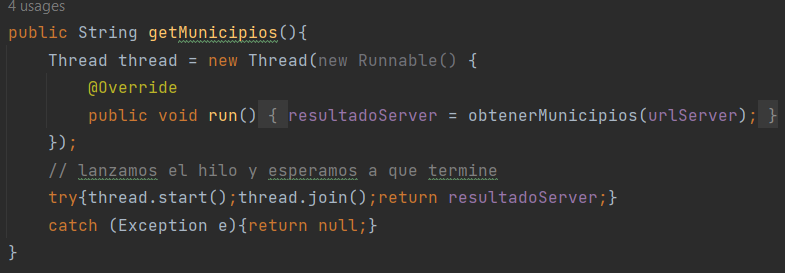 4 usages
public String getMunicipios(){
Thread thread = new Thread(new Runnable() {
@Override
public void run() { resultadoServer = obtenerMunicipios(urlServer); }
});
// lanzamos el hilo y esperamos a que termine
try{thread.start();thread.join();return resultadoServer;}
catch (Exception e){return null;}
}